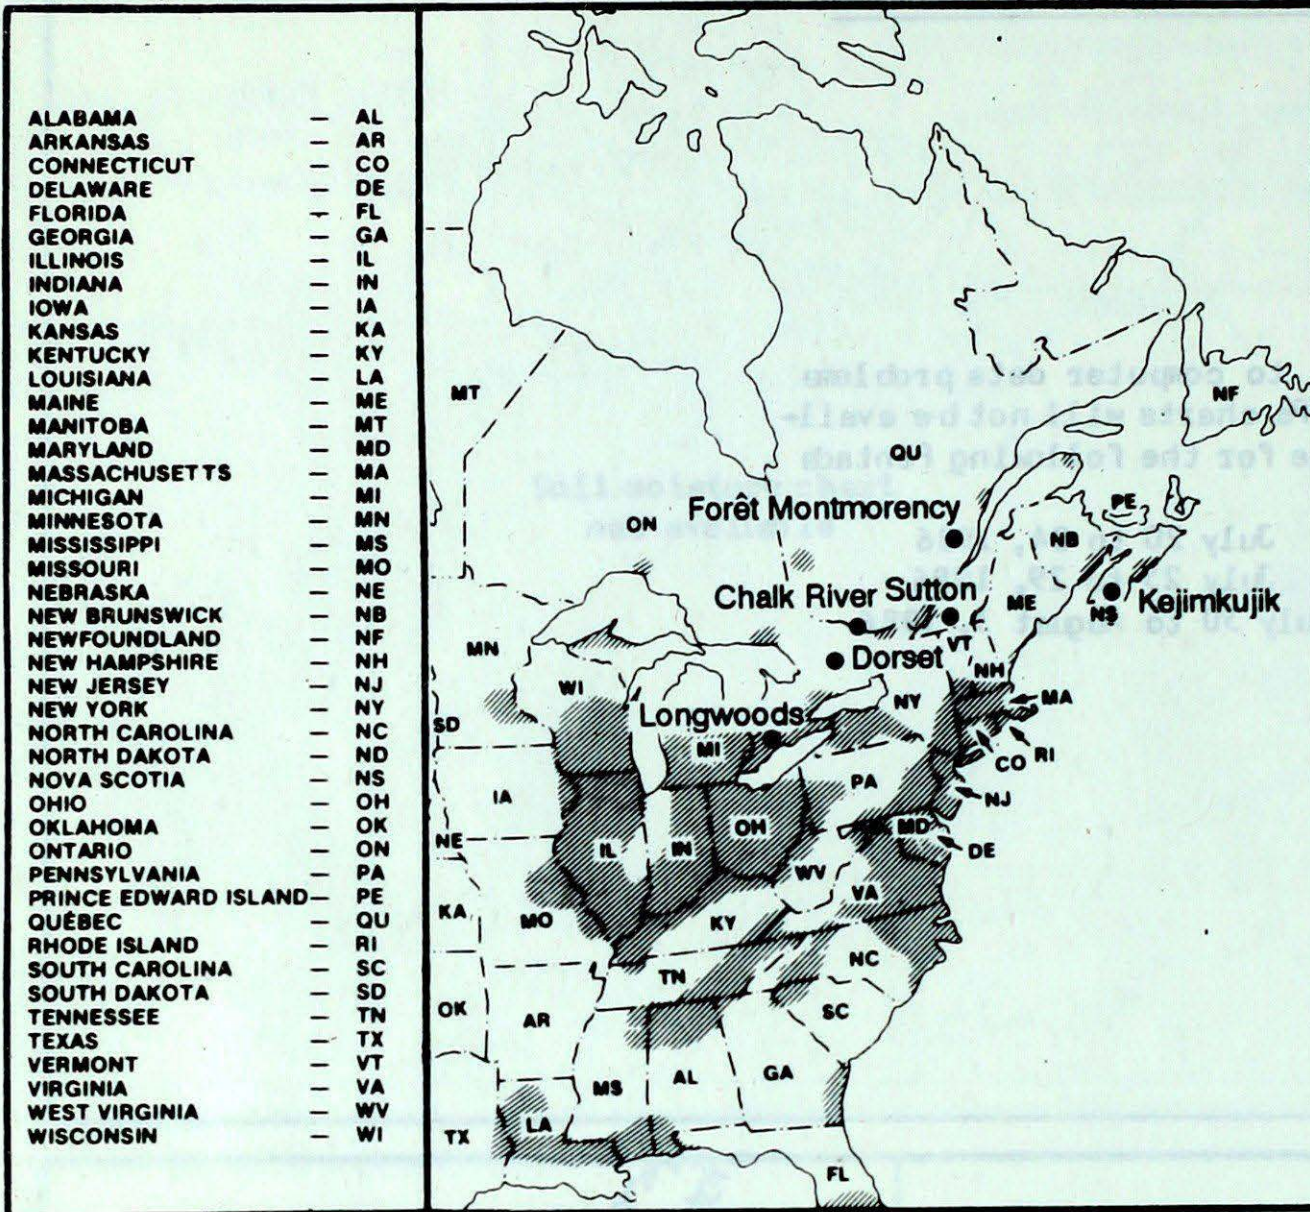 ALABAMA – AL
ARKANSAS – AR
CONNECTICUT – CO
DELAWARE – DE
FLORIDA – FL
GEORGIA – GA
ILLINOIS – IL
INDIANA – IN
IOWA – IA
KANSAS – KA
KENTUCKY – KY
LOUISIANA – LA
MAINE – ME
MANITOBA – MT
MARYLAND – MD
MASSACHUSETTS – MA
MICHIGAN – MI
MINNESOTA – MN
MISSISSIPPI – MS
MISSOURI – MO
NEBRASKA – NE
NEW BRUNSWICK – NB
NEWFOUNDLAND – NF
NEW HAMPSHIRE – NH
NEW JERSEY – NJ
NEW YORK – NY
NORTH CAROLINA – NC
NORTH DAKOTA – ND
NOVA SCOTIA – NS
OHIO – OH
OKLAHOMA – OK
ONTARIO – ON
PENNSYLVANIA – PA
PRINCE EDWARD ISLAND – PE
QUÉBEC – QU
RHODE ISLAND – RI
SOUTH CAROLINA – SC
SOUTH DAKOTA – SD
TENNESSEE – TN
TEXAS – TX
VERMONT – VT
VIRGINIA – VA
WEST VIRGINIA – WV
WISCONSIN – WI
MT
NF
QU
PE
ON
Forêt Montmorency
NB
Chalk River
Sutton
ME
NS
Kejimkujik
MN
VT
Dorset
NH
WI
NY
MA
SD
Longwoods
MI
RI
CO
IA
PA
NJ
NE
IL
IN
OH
MD
DE
WV
VA
KA
MO
KY
NC
TN
OK
AR
SC
MS
AL
GA
LA
TX
FL